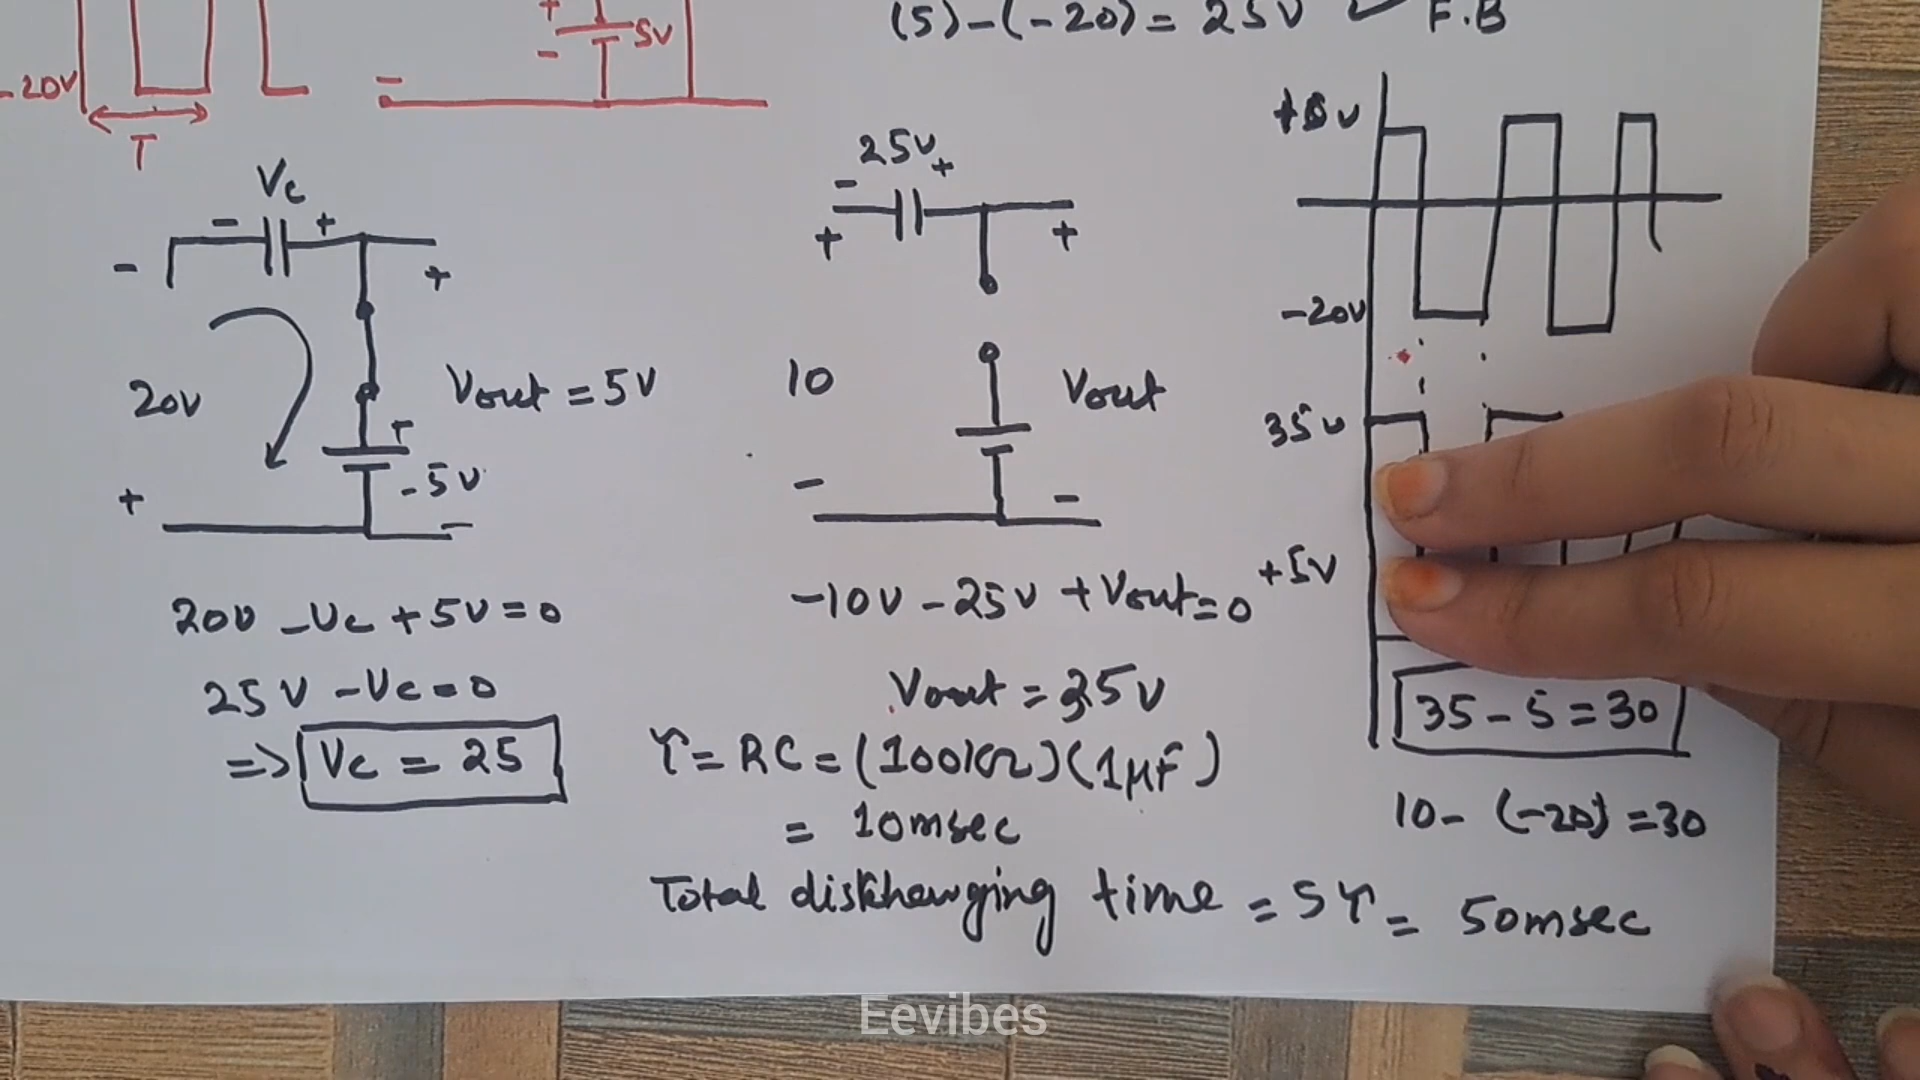 (5)-(-20) = 25V ✓ F.B
+ 5V
-
-20V
T
-
Vc
- +
-
+
20V
Vout = 5V
+
- 5V
+
-
20V - Vc + 5V = 0
25V - Vc = 0
=> Vc = 25
25V
- +
+
+
10
Vout
-
-
-10V - 25V + Vout = 0
Vout = 35V
τ = RC = (100KΩ)(1μF)
= 10msec
Total diskharging time = 5τ = 50msec
-20V
35V
+5V
35 - 5 = 30
10 - (-20) = 30
Eevibes